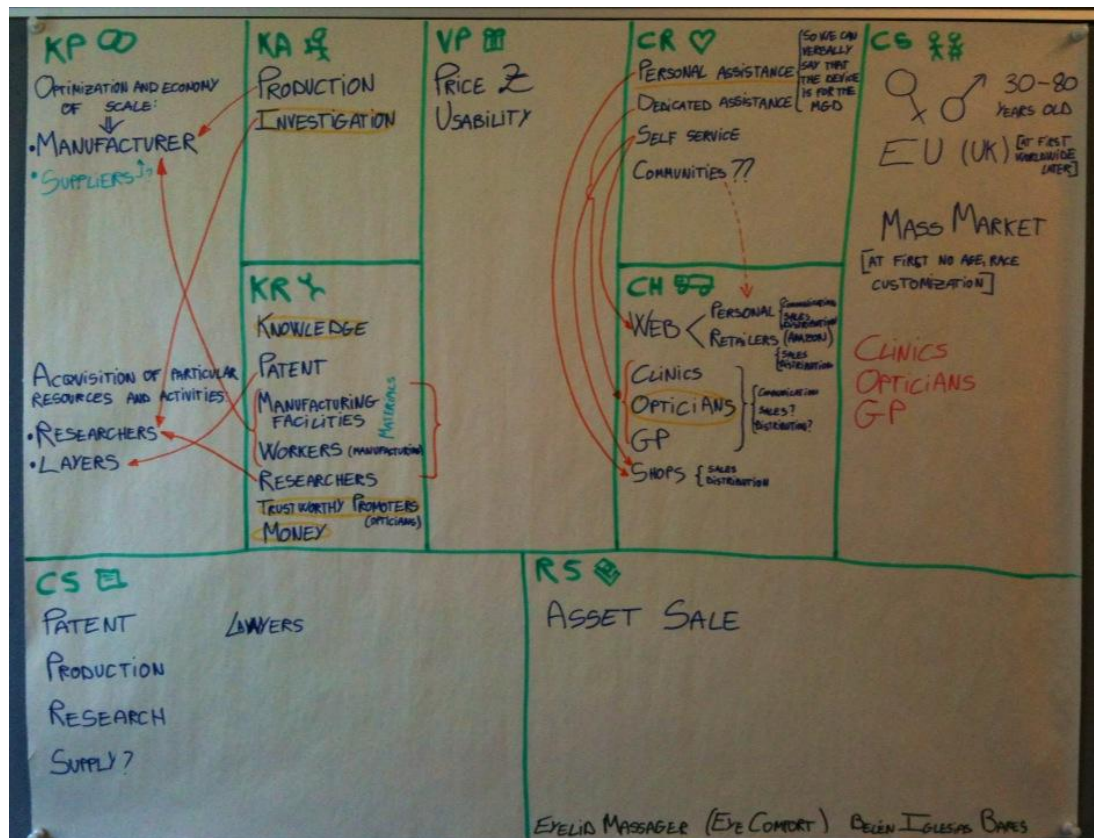 KP
Optimization and economy
of scale:
• Manufacturer
• Suppliers
Acquisition of particular
resources and activities
• Researchers
• Layers
KA
Production
Investigation
KR
Knowledge
Patent
Manufacturing
Facilities
Materials
Workers (Manufacturing)
Researchers
Trustworthy Promoters
(Opticians)
Money
VP
Price
Usability
CR
Personal Assistance
Dedicated Assistance
Self service
Communities ??
So we can
verbally
say that
the device
is for the
MGD
CH
Web
Personal
Communication
Sales
Distribution
Retailers (Amazon)
Sales
Distribution
Clinics
Opticians
GP
Communication
Sales?
Distribution?
Shops
Sales
Distribution
CS
30-80
years old
EU (UK) [at first
worldwide
later]
Mass Market
[at first no age, race
customization]
Clinics
Opticians
GP
CS
Patent Lawyers
Production
Research
Supply?
RS
Asset Sale
Eyelid Massager (Eye Comfort) Belén Iglesias